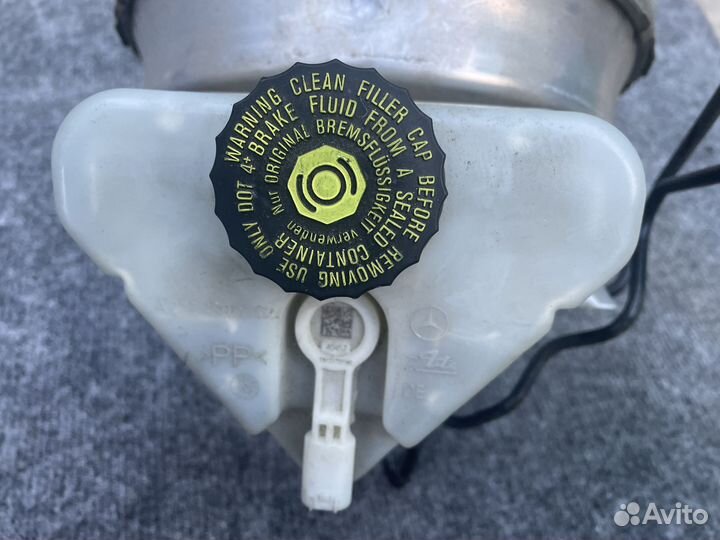 WARNING CLEAN FILLER CAP BEFORE REMOVING USE ONLY DOT 4+
BRAKE FLUID FROM A SEALED CONTAINER
Nur ORIGINAL BREMSFLÜSSIGKEIT verwenden
>PP<
Avito